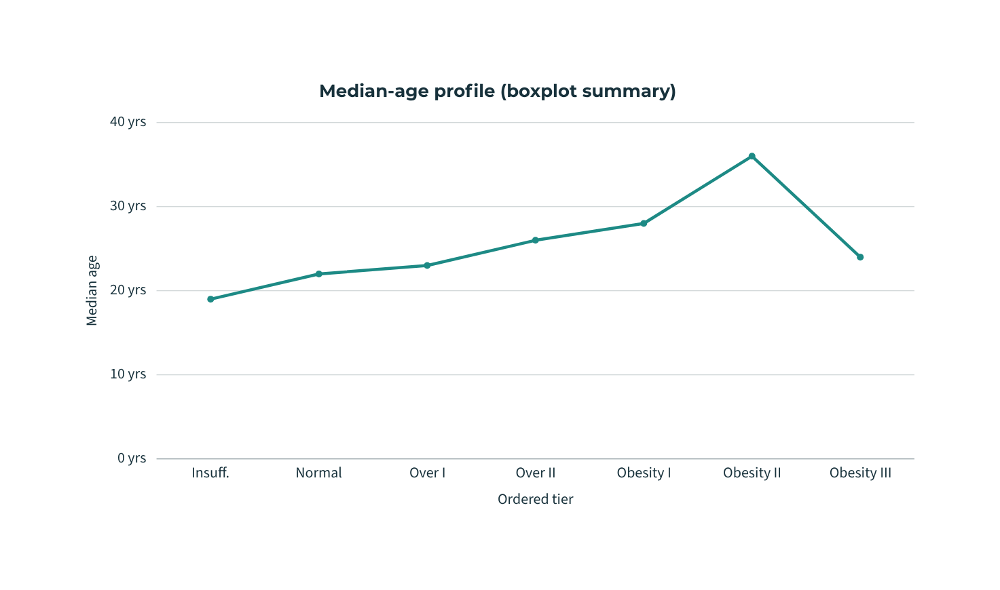 Median-age profile (boxplot summary)
40 yrs
30 yrs
20 yrs
10 yrs
0 yrs
Median age
Insuff.
Normal
Over I
Over II
Obesity I
Obesity II
Obesity III
Ordered tier